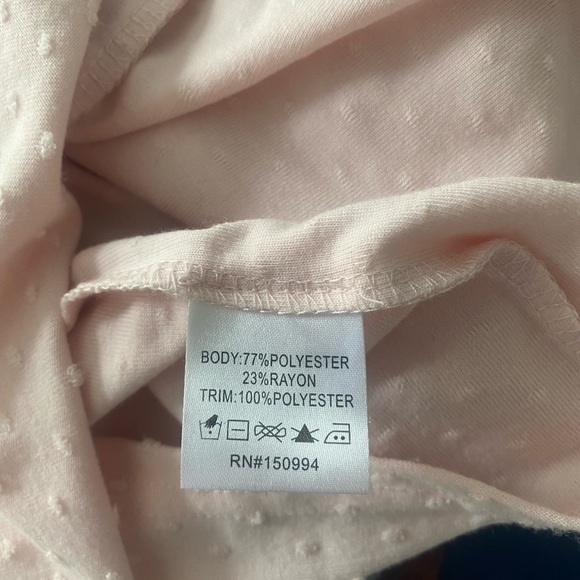 BODY:77%POLYESTER
23%RAYON
TRIM:100%POLYESTER
RN#150994